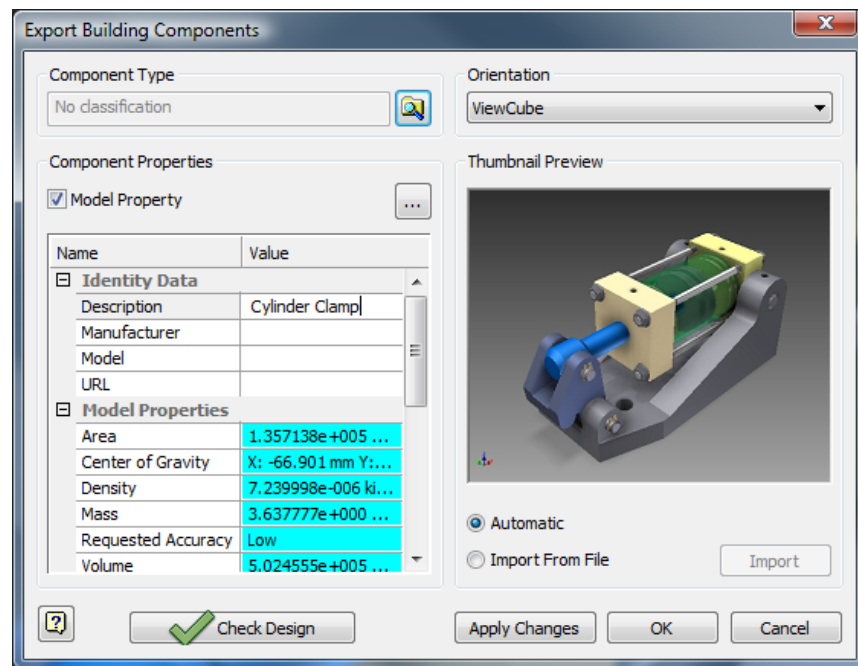 Export Building Components
Component Type
No classification
Orientation
ViewCube
Component Properties
Model Property
...
Name Value
Identity Data
Description Cylinder Clamp
Manufacturer
Model
URL
Model Properties
Area 1.357138e+005 ...
Center of Gravity X: -66.901 mm Y:...
Density 7.239998e-006 ki...
Mass 3.637777e+000 ...
Requested Accuracy Low
Volume 5.024555e+005 ...
Thumbnail Preview
Automatic
Import From File Import
Check Design Apply Changes OK Cancel